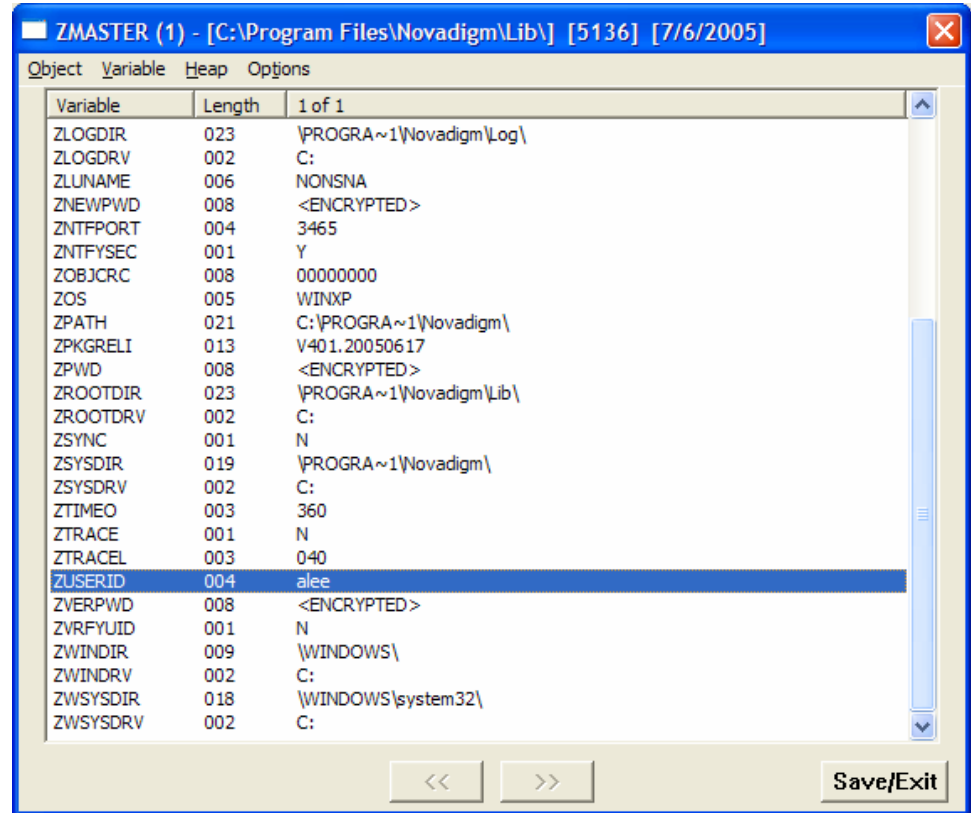 ZMASTER (1) - [C:\Program Files\Novadigm\Lib\] [5136] [7/6/2005]
Object Variable Heap Options
Variable Length 1 of 1
ZLOGDIR 023 \PROGRA~1\Novadigm\Log\
ZLOGDRV 002 C:
ZLUNAME 006 NONSNA
ZNEWPWD 008 <ENCRYPTED>
ZNTFPORT 004 3465
ZNTFYSEC 001 Y
ZOBJCRC 008 00000000
ZOS 005 WINXP
ZPATH 021 C:\PROGRA~1\Novadigm\
ZPKGRELI 013 V401.20050617
ZPWD 008 <ENCRYPTED>
ZROOTDIR 023 \PROGRA~1\Novadigm\Lib\
ZROOTDRV 002 C:
ZSYNC 001 N
ZSYSDIR 019 \PROGRA~1\Novadigm\
ZSYSDRV 002 C:
ZTIMEO 003 360
ZTRACE 001 N
ZTRACEL 003 040
ZUSERID 004 alee
ZVERPWD 008 <ENCRYPTED>
ZVRFYUID 001 N
ZWINDIR 009 \WINDOWS\
ZWINDRV 002 C:
ZWSYSDIR 018 \WINDOWS\system32\
ZWSYSDRV 002 C:
<< >> Save/Exit